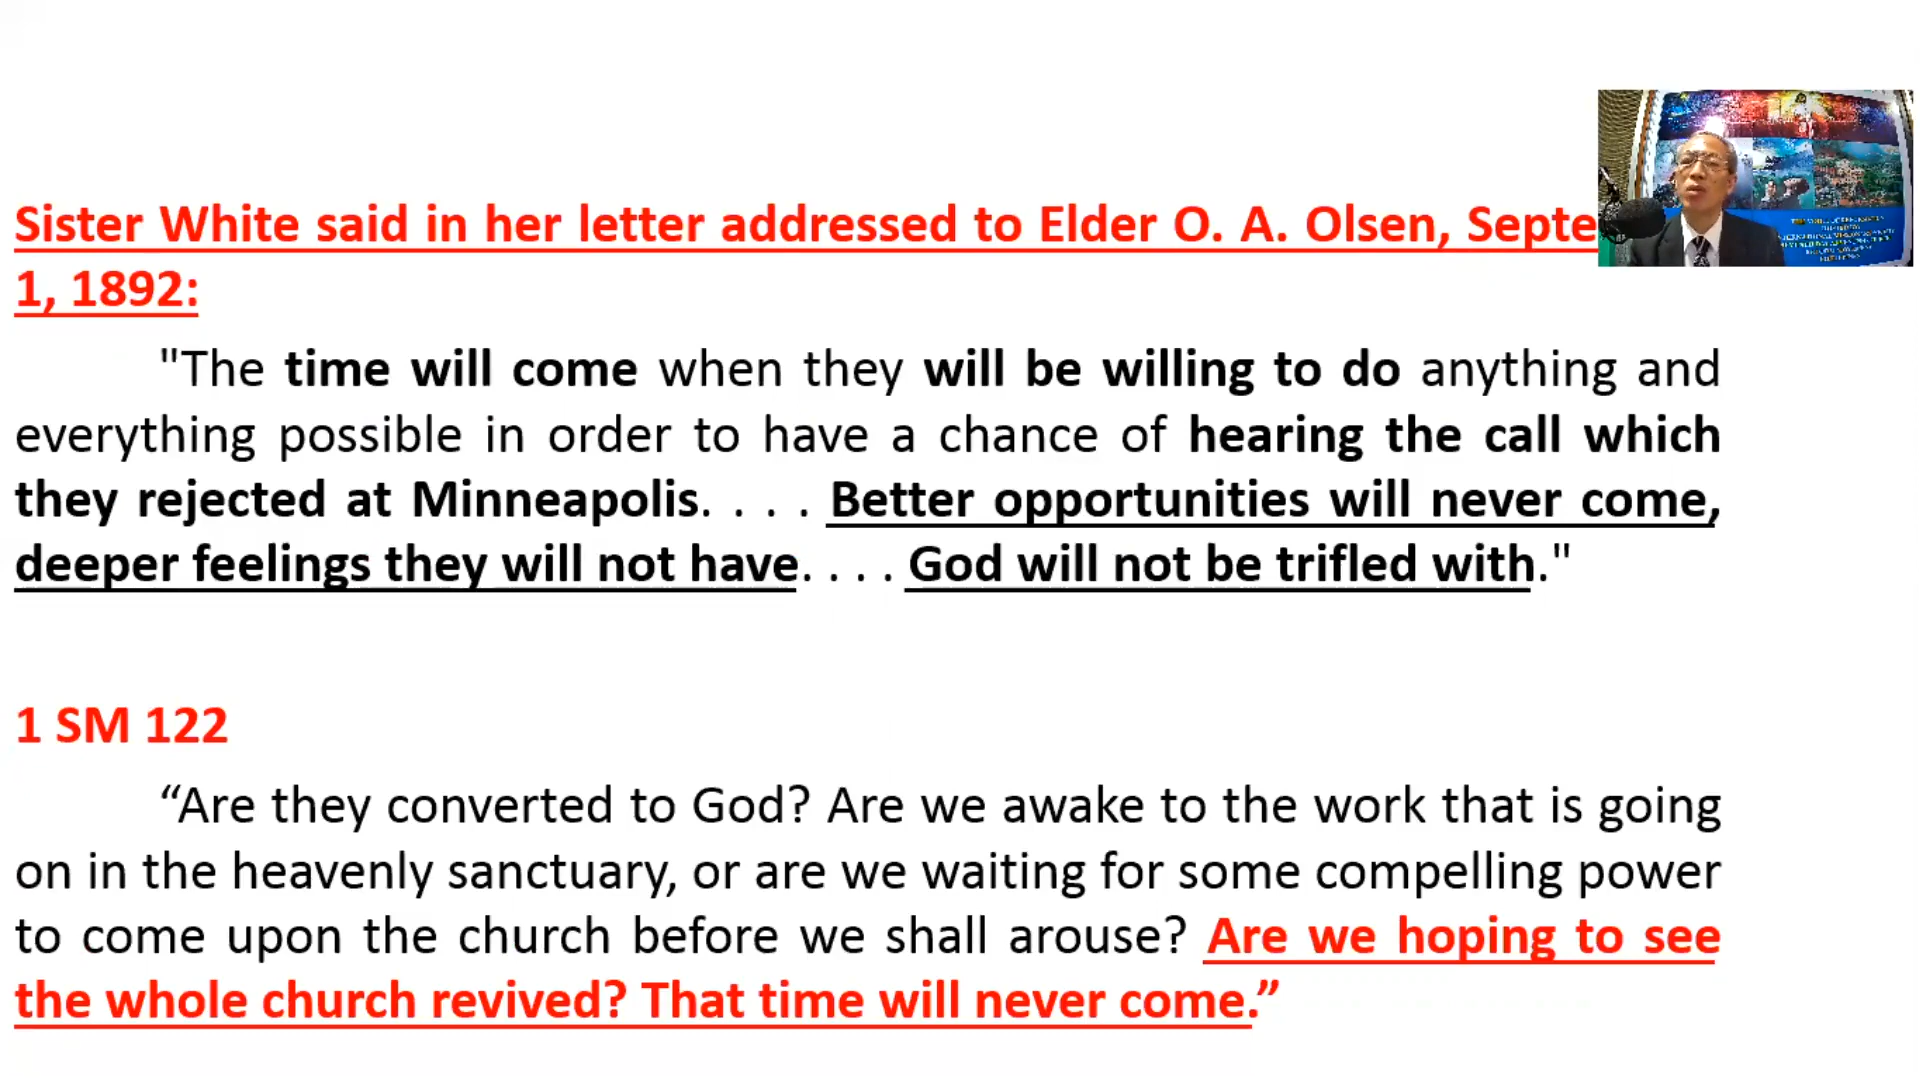 Sister White said in her letter addressed to Elder O. A. Olsen, Septe
1, 1892:
"The time will come when they will be willing to do anything and
everything possible in order to have a chance of hearing the call which
they rejected at Minneapolis. . . . Better opportunities will never come,
deeper feelings they will not have. . . . God will not be trifled with."
1 SM 122
“Are they converted to God? Are we awake to the work that is going
on in the heavenly sanctuary, or are we waiting for some compelling power
to come upon the church before we shall arouse? Are we hoping to see
the whole church revived? That time will never come.”